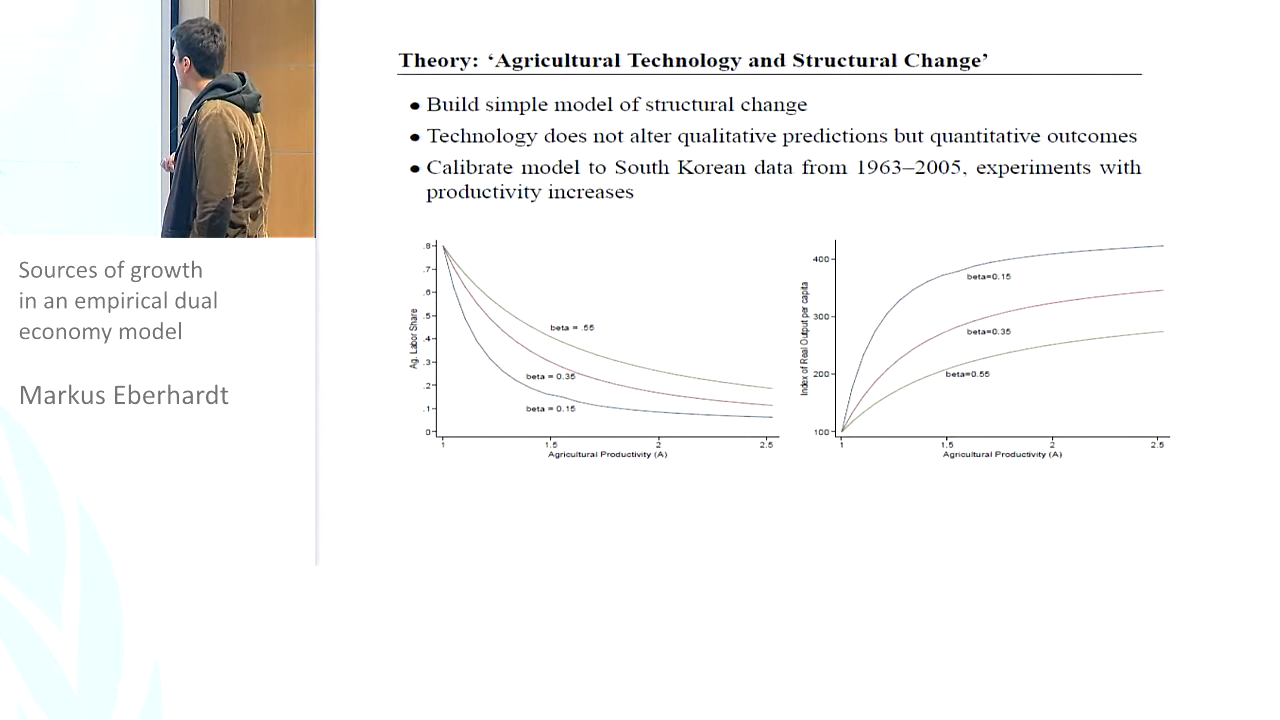 Theory: ‘Agricultural Technology and Structural Change’
● Build simple model of structural change
● Technology does not alter qualitative predictions but quantitative outcomes
● Calibrate model to South Korean data from 1963–2005, experiments with
productivity increases
.8
.7
.6
.5
.4
.3
.2
.1
0
Ag. Labor Share
beta = .55
beta = 0.35
beta = 0.15
1 1.5 2 2.5
Agricultural Productivity (A)
400
300
200
100
Index of Real Output per capita
beta=0.15
beta=0.35
beta=0.55
1 1.5 2 2.5
Agricultural Productivity (A)
Sources of growth
in an empirical dual
economy model
Markus Eberhardt